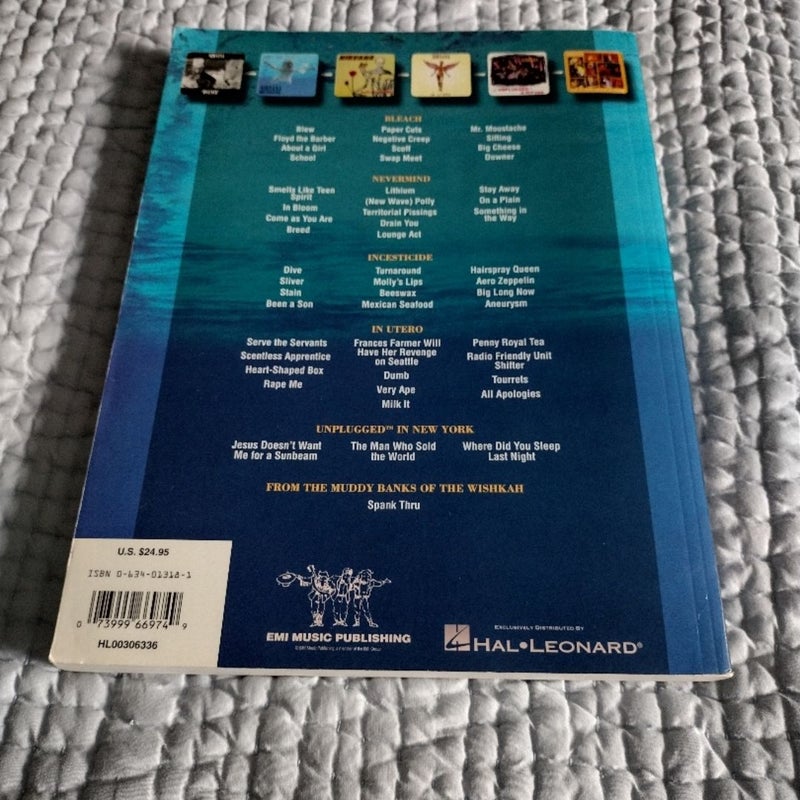 NIRVANA
BLEACH
Blew
Floyd the Barber
About a Girl
School
Paper Cuts
Negative Creep
Scoff
Swap Meet
Mr. Moustache
Sifting
Big Cheese
Downer
NEVERMIND
Smells Like Teen
Spirit
In Bloom
Come as You Are
Breed
Lithium
(New Wave) Polly
Territorial Pissings
Drain You
Lounge Act
Stay Away
On a Plain
Something in
the Way
INCESTICIDE
Dive
Sliver
Stain
Been a Son
Turnaround
Molly's Lips
Beeswax
Mexican Seafood
Hairspray Queen
Aero Zeppelin
Big Long Now
Aneurysm
IN UTERO
Serve the Servants
Scentless Apprentice
Heart-Shaped Box
Rape Me
Frances Farmer Will
Have Her Revenge
on Seattle
Dumb
Very Ape
Milk It
Penny Royal Tea
Radio Friendly Unit
Shifter
Tourrets
All Apologies
UNPLUGGED™ IN NEW YORK
Jesus Doesn't Want
Me for a Sunbeam
The Man Who Sold
the World
Where Did You Sleep
Last Night
FROM THE MUDDY BANKS OF THE WISHKAH
Spank Thru
U.S. $24.95
ISBN 0-634-01318-1
0 73999 66974 9
HL00306336
EMI MUSIC PUBLISHING
EXCLUSIVELY DISTRIBUTED BY
HAL•LEONARD®